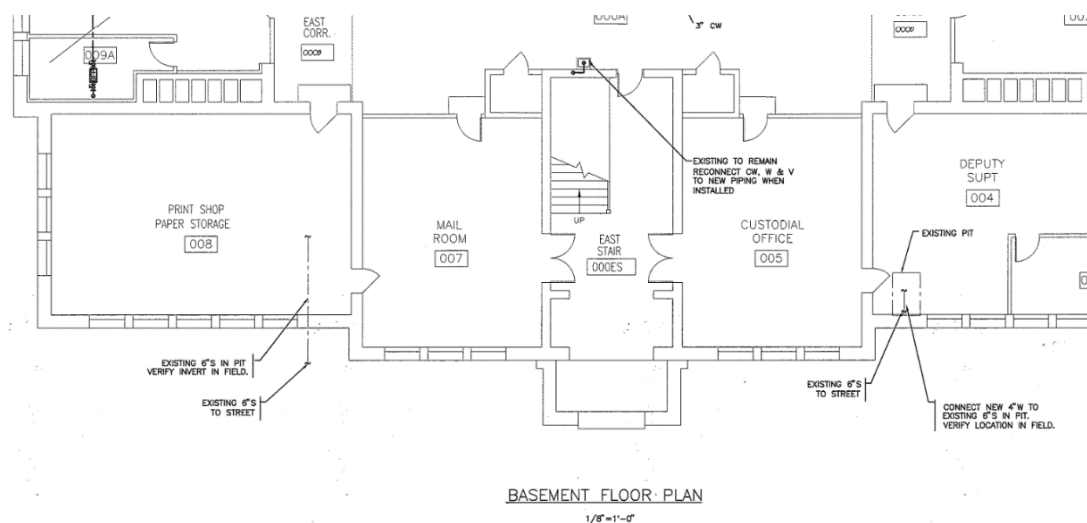 EAST
CORR.
000B
000A
3" CW
000D
009A
EXISTING TO REMAIN
RECONNECT CW, W & V
TO NEW PIPING WHEN
INSTALLED
DEPUTY
SUPT
004
PRINT SHOP
PAPER STORAGE
008
MAIL
ROOM
007
UP
EAST
STAIR
000ES
CUSTODIAL
OFFICE
005
EXISTING PIT
EXISTING 6"S IN PIT
VERIFY INVERT IN FIELD.
EXISTING 6"S
TO STREET
EXISTING 6"S
TO STREET
CONNECT NEW 4"W TO
EXISTING 6"S IN PIT.
VERIFY LOCATION IN FIELD.
BASEMENT FLOOR PLAN
1/8"=1'-0"